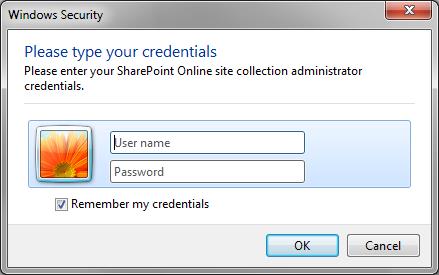 Windows Security
Please type your credentials
Please enter your SharePoint Online site collection administrator
credentials.
User name
Password
Remember my credentials
OK
Cancel